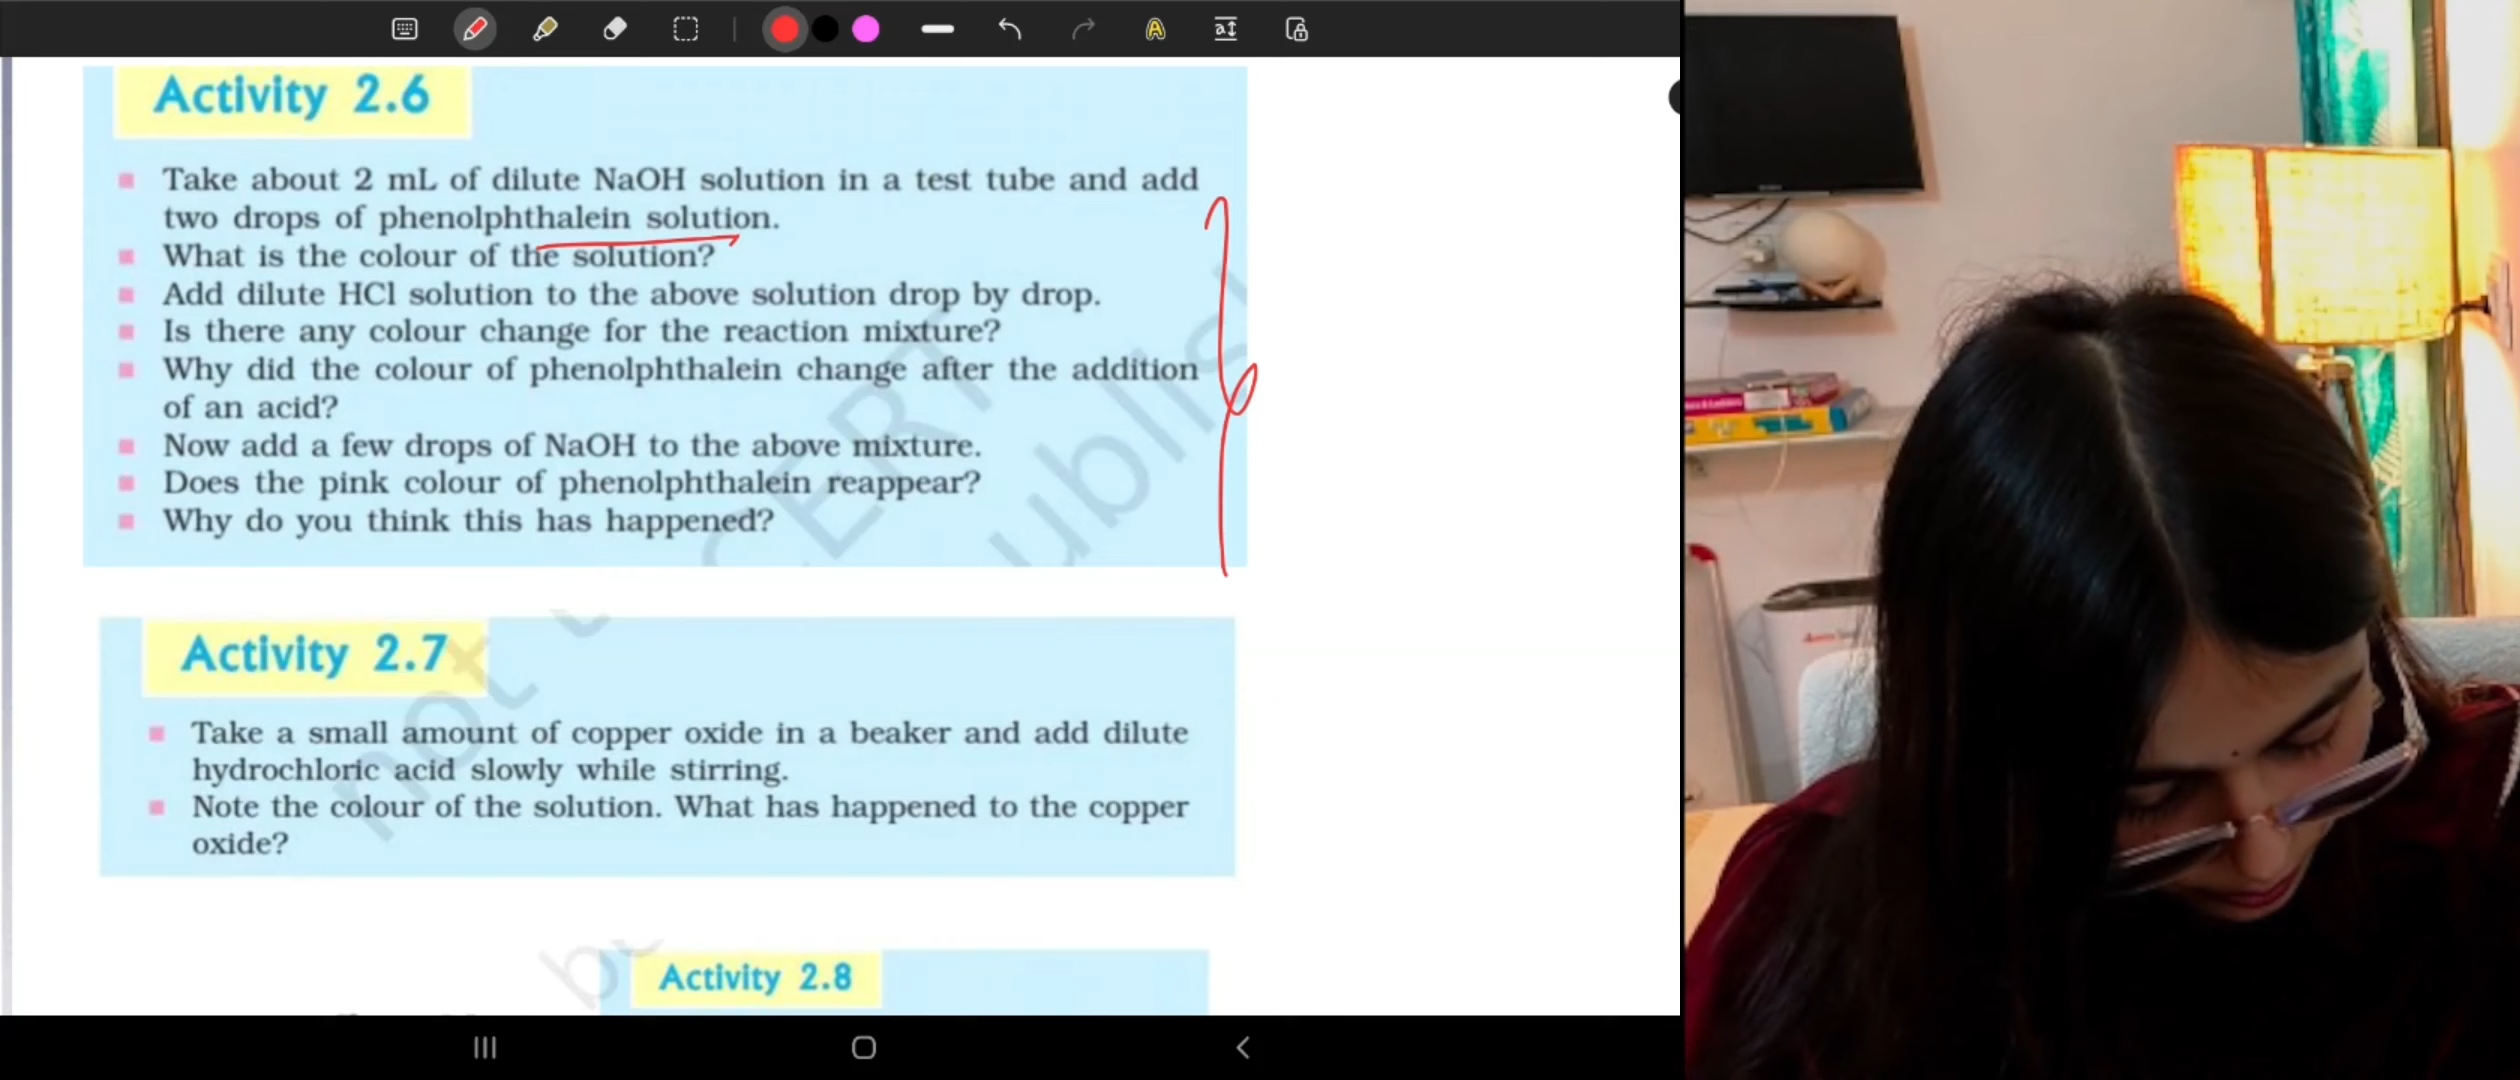 Activity 2.6
Take about 2 mL of dilute NaOH solution in a test tube and add
two drops of phenolphthalein solution.
What is the colour of the solution?
Add dilute HCl solution to the above solution drop by drop.
Is there any colour change for the reaction mixture?
Why did the colour of phenolphthalein change after the addition
of an acid?
Now add a few drops of NaOH to the above mixture.
Does the pink colour of phenolphthalein reappear?
Why do you think this has happened?
Activity 2.7
Take a small amount of copper oxide in a beaker and add dilute
hydrochloric acid slowly while stirring.
Note the colour of the solution. What has happened to the copper
oxide?
Activity 2.8